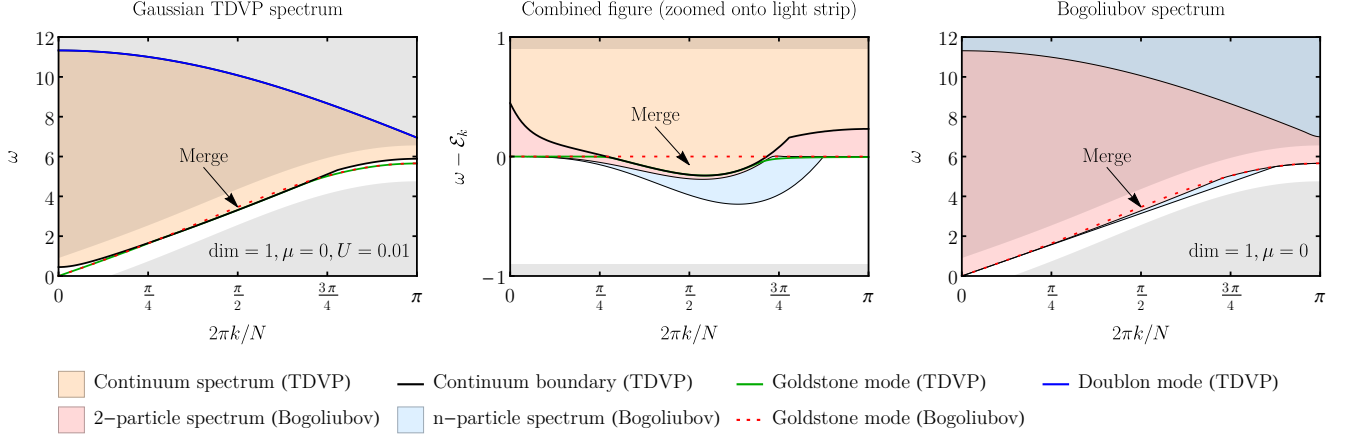 Gaussian TDVP spectrum
12
10
8
6
4
2
0
ω
Merge
dim = 1, μ = 0, U = 0.01
0
π/4
π/2
3π/4
π
2πk/N
Combined figure (zoomed onto light strip)
1
0
−1
ω − ℰₖ
Merge
0
π/4
π/2
3π/4
π
2πk/N
Bogoliubov spectrum
12
10
8
6
4
2
0
ω
Merge
dim = 1, μ = 0
0
π/4
π/2
3π/4
π
2πk/N
Continuum spectrum (TDVP)
Continuum boundary (TDVP)
Goldstone mode (TDVP)
Doublon mode (TDVP)
2−particle spectrum (Bogoliubov)
n−particle spectrum (Bogoliubov)
Goldstone mode (Bogoliubov)